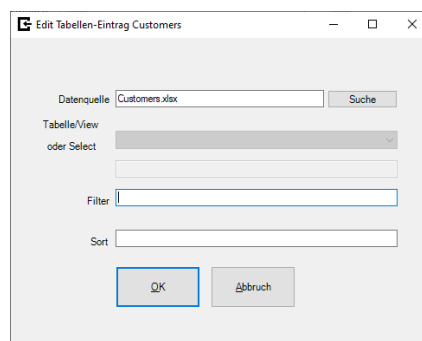 Edit Tabellen-Eintrag Customers
Datenquelle Customers.xlsx Suche
Tabelle/View
oder Select
Filter
Sort
OK Abbruch